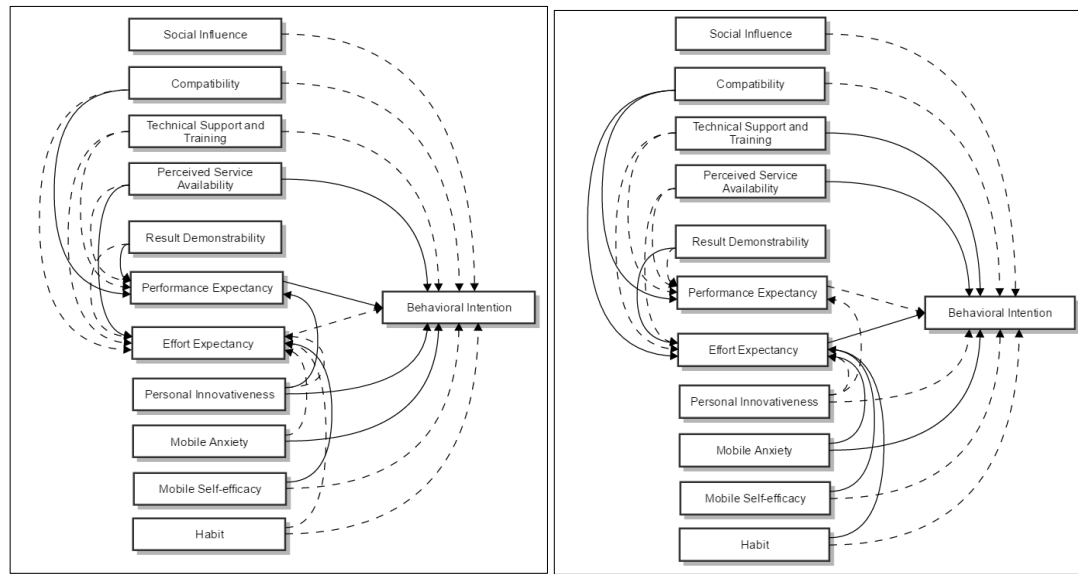 Social Influence
Compatibility
Technical Support and
Training
Perceived Service
Availability
Result Demonstrability
Performance Expectancy
Behavioral Intention
Effort Expectancy
Personal Innovativeness
Mobile Anxiety
Mobile Self-efficacy
Habit
Social Influence
Compatibility
Technical Support and
Training
Perceived Service
Availability
Result Demonstrability
Performance Expectancy
Behavioral Intention
Effort Expectancy
Personal Innovativeness
Mobile Anxiety
Mobile Self-efficacy
Habit